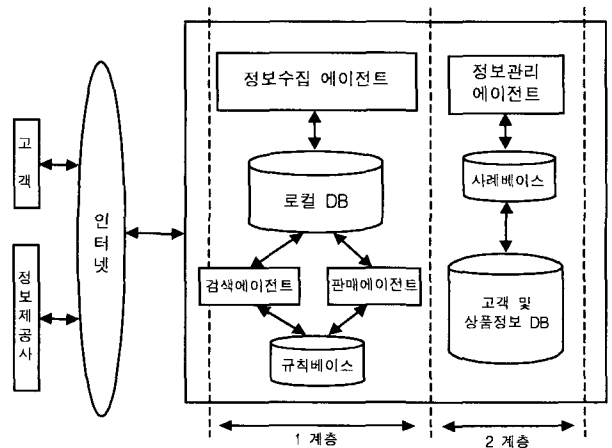 정보수집 에이전트
정보관리
에이전트
고
객
인
터
넷
정
보
제
공
사
로컬 DB
사례베이스
검색에이전트
판매에이전트
고객 및
상품정보 DB
규칙베이스
1 계층
2 계층